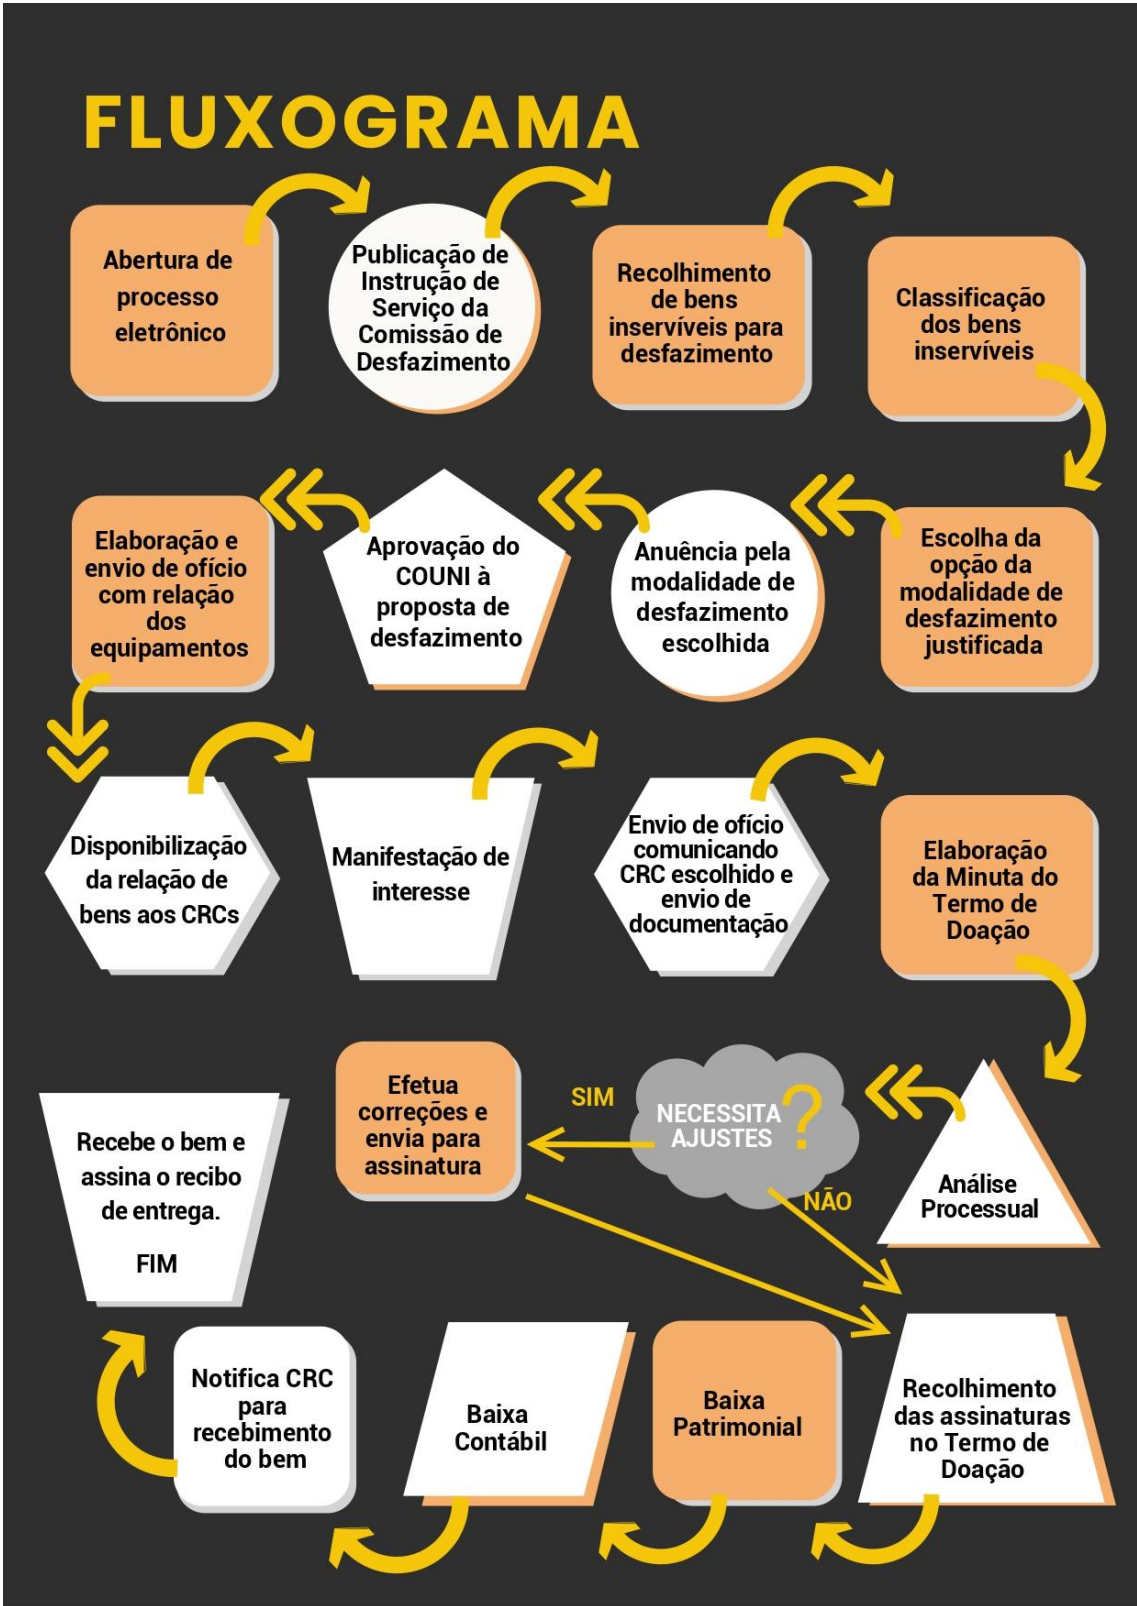 FLUXOGRAMA
Abertura de
processo
eletrônico
Publicação de
Instrução de
Serviço da
Comissão de
Desfazimento
Recolhimento
de bens
inservíveis para
desfazimento
Classificação
dos bens
inservíveis
Escolha da
opção da
modalidade de
desfazimento
justificada
Anuência pela
modalidade de
desfazimento
escolhida
Aprovação do
COUNI à
proposta de
desfazimento
Elaboração e
envio de ofício
com relação
dos
equipamentos
Disponibilização
da relação de
bens aos CRCs
Manifestação de
interesse
Envio de ofício
comunicando
CRC escolhido e
envio de
documentação
Elaboração
da Minuta do
Termo de
Doação
Análise
Processual
NECESSITA
AJUSTES ?
SIM
NÃO
Efetua
correções e
envia para
assinatura
Recolhimento
das assinaturas
no Termo de
Doação
Baixa
Patrimonial
Baixa
Contábil
Notifica CRC
para
recebimento
do bem
Recebe o bem e
assina o recibo
de entrega.
FIM